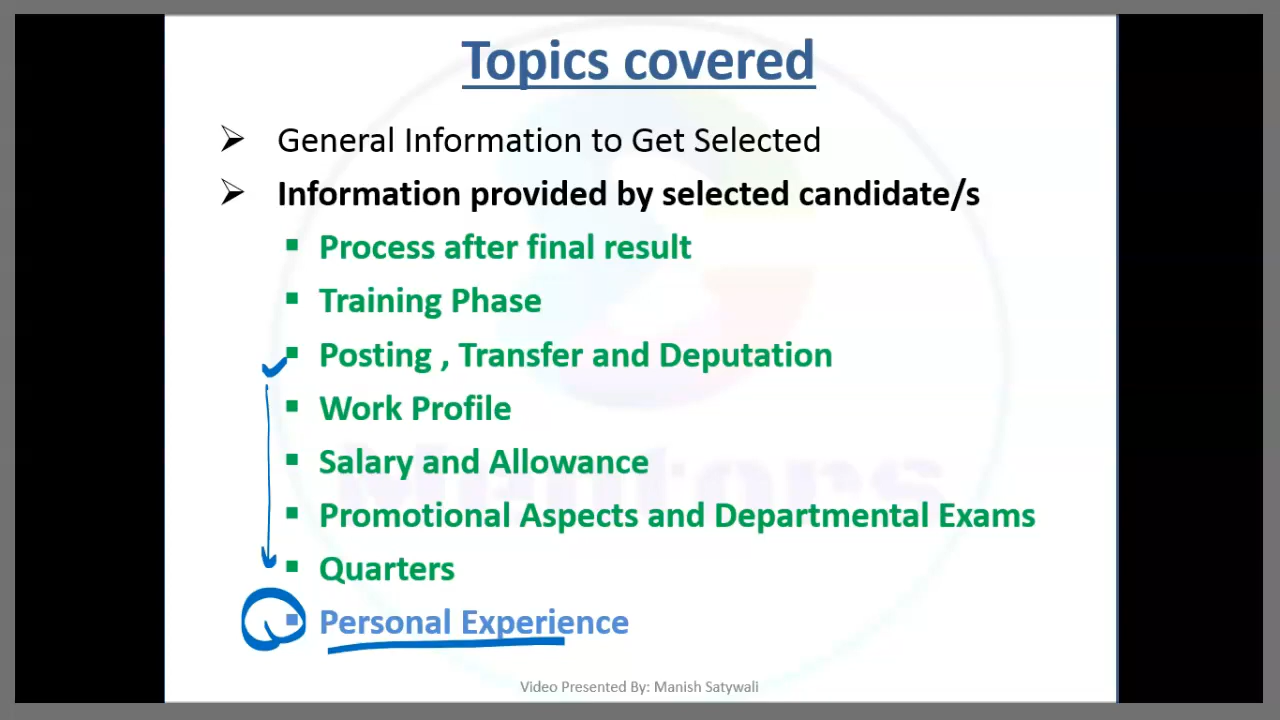 Topics covered
General Information to Get Selected
Information provided by selected candidate/s
Process after final result
Training Phase
Posting , Transfer and Deputation
Work Profile
Salary and Allowance
Promotional Aspects and Departmental Exams
Quarters
Personal Experience
Mentors
Video Presented By: Manish Satywali